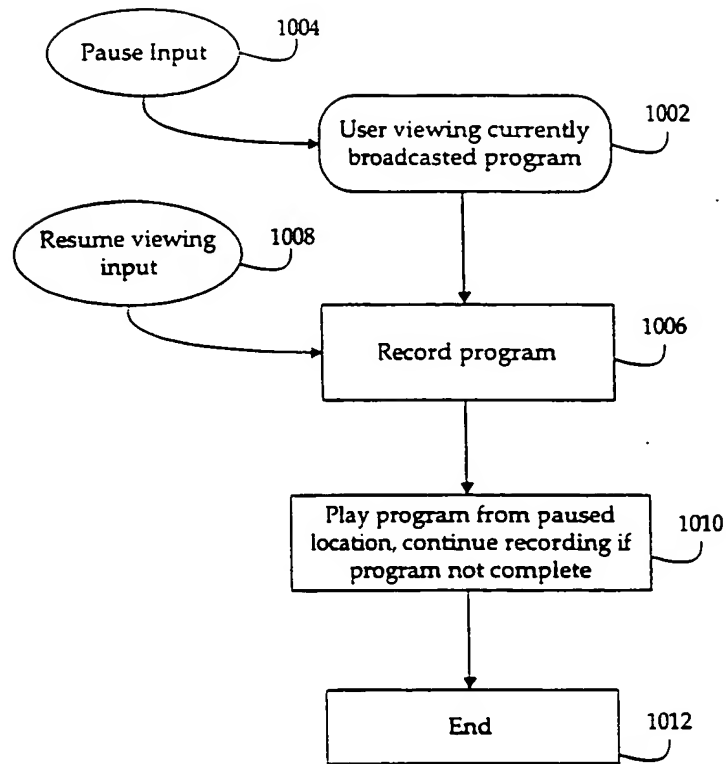 Pause Input
1004
User viewing currently
broadcasted program
1002
Resume viewing
input
1008
Record program
1006
Play program from paused
location, continue recording if
program not complete
1010
End
1012